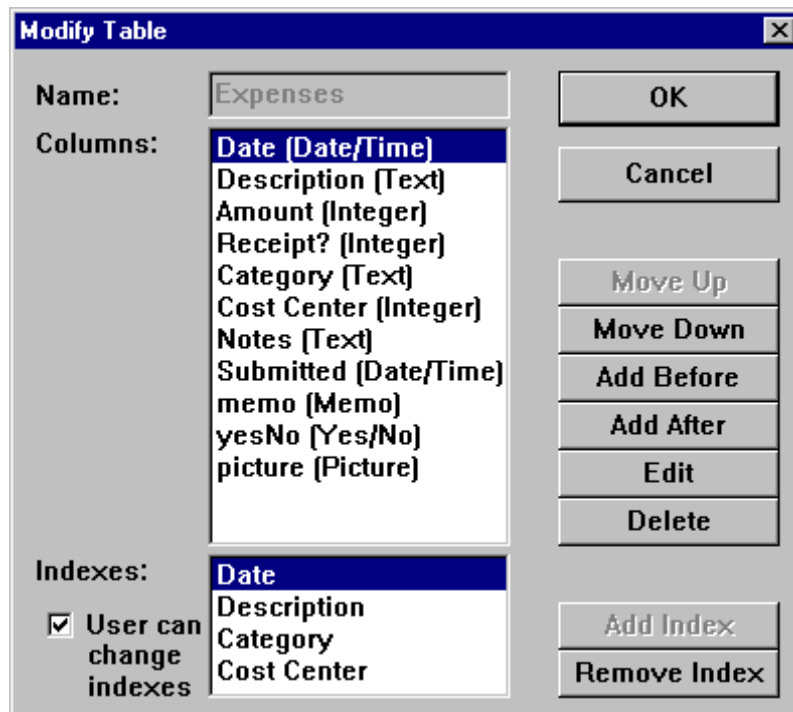 Modify Table
Name:
Expenses
OK
Columns:
Date (Date/Time)
Description (Text)
Amount (Integer)
Receipt? (Integer)
Category (Text)
Cost Center (Integer)
Notes (Text)
Submitted (Date/Time)
memo (Memo)
yesNo (Yes/No)
picture (Picture)
Cancel
Move Up
Move Down
Add Before
Add After
Edit
Delete
Indexes:
Date
Description
Category
Cost Center
User can
change
indexes
Add Index
Remove Index